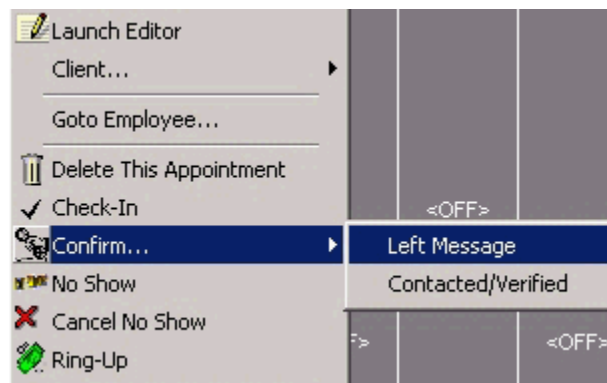 Launch Editor
Client...
Goto Employee...
Delete This Appointment
Check-In
<OFF>
Confirm...
Left Message
No Show
Contacted/Verified
Cancel No Show
F>
<OFF>
Ring-Up